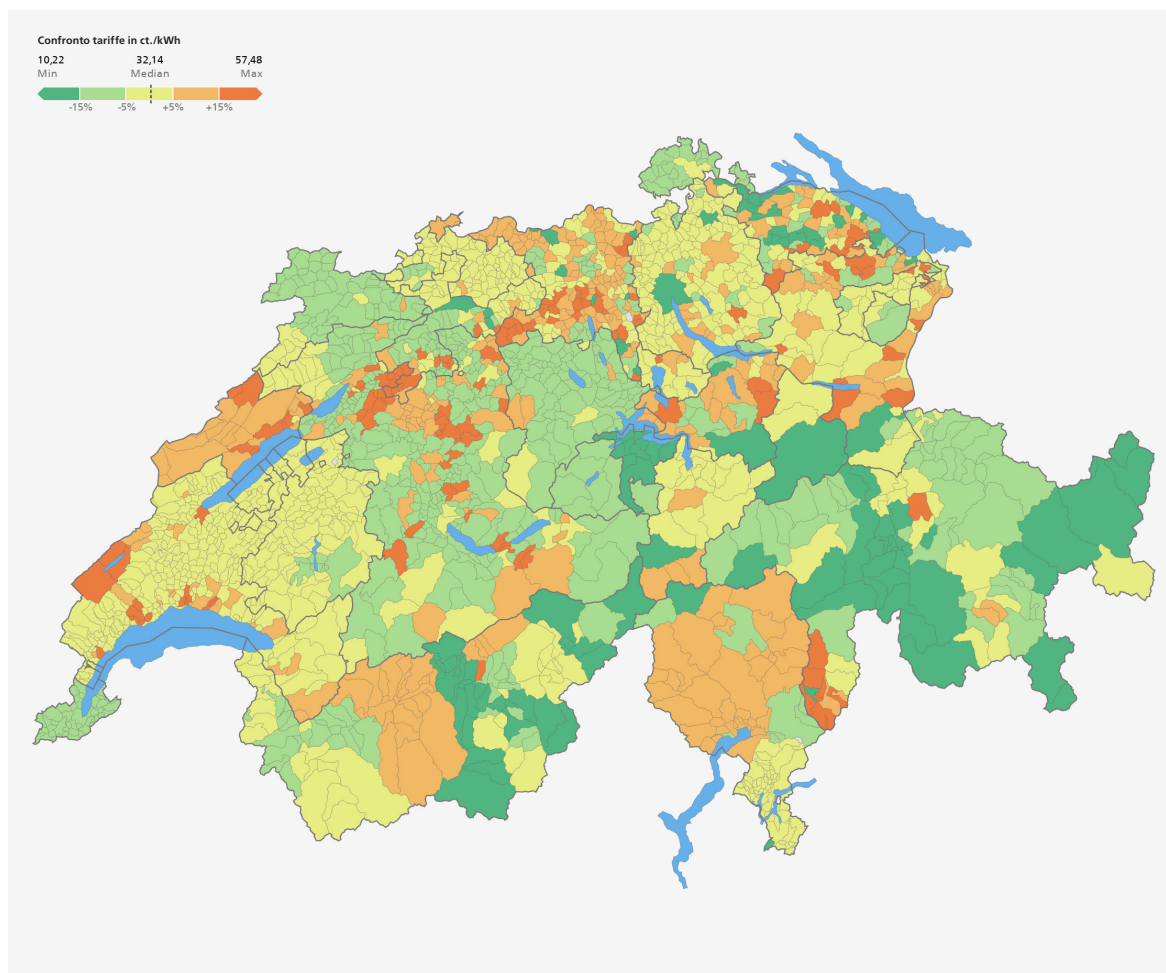 Confronto tariffe in ct./kWh
10,22 32,14 57,48
Min Median Max
-15% -5% +5% +15%